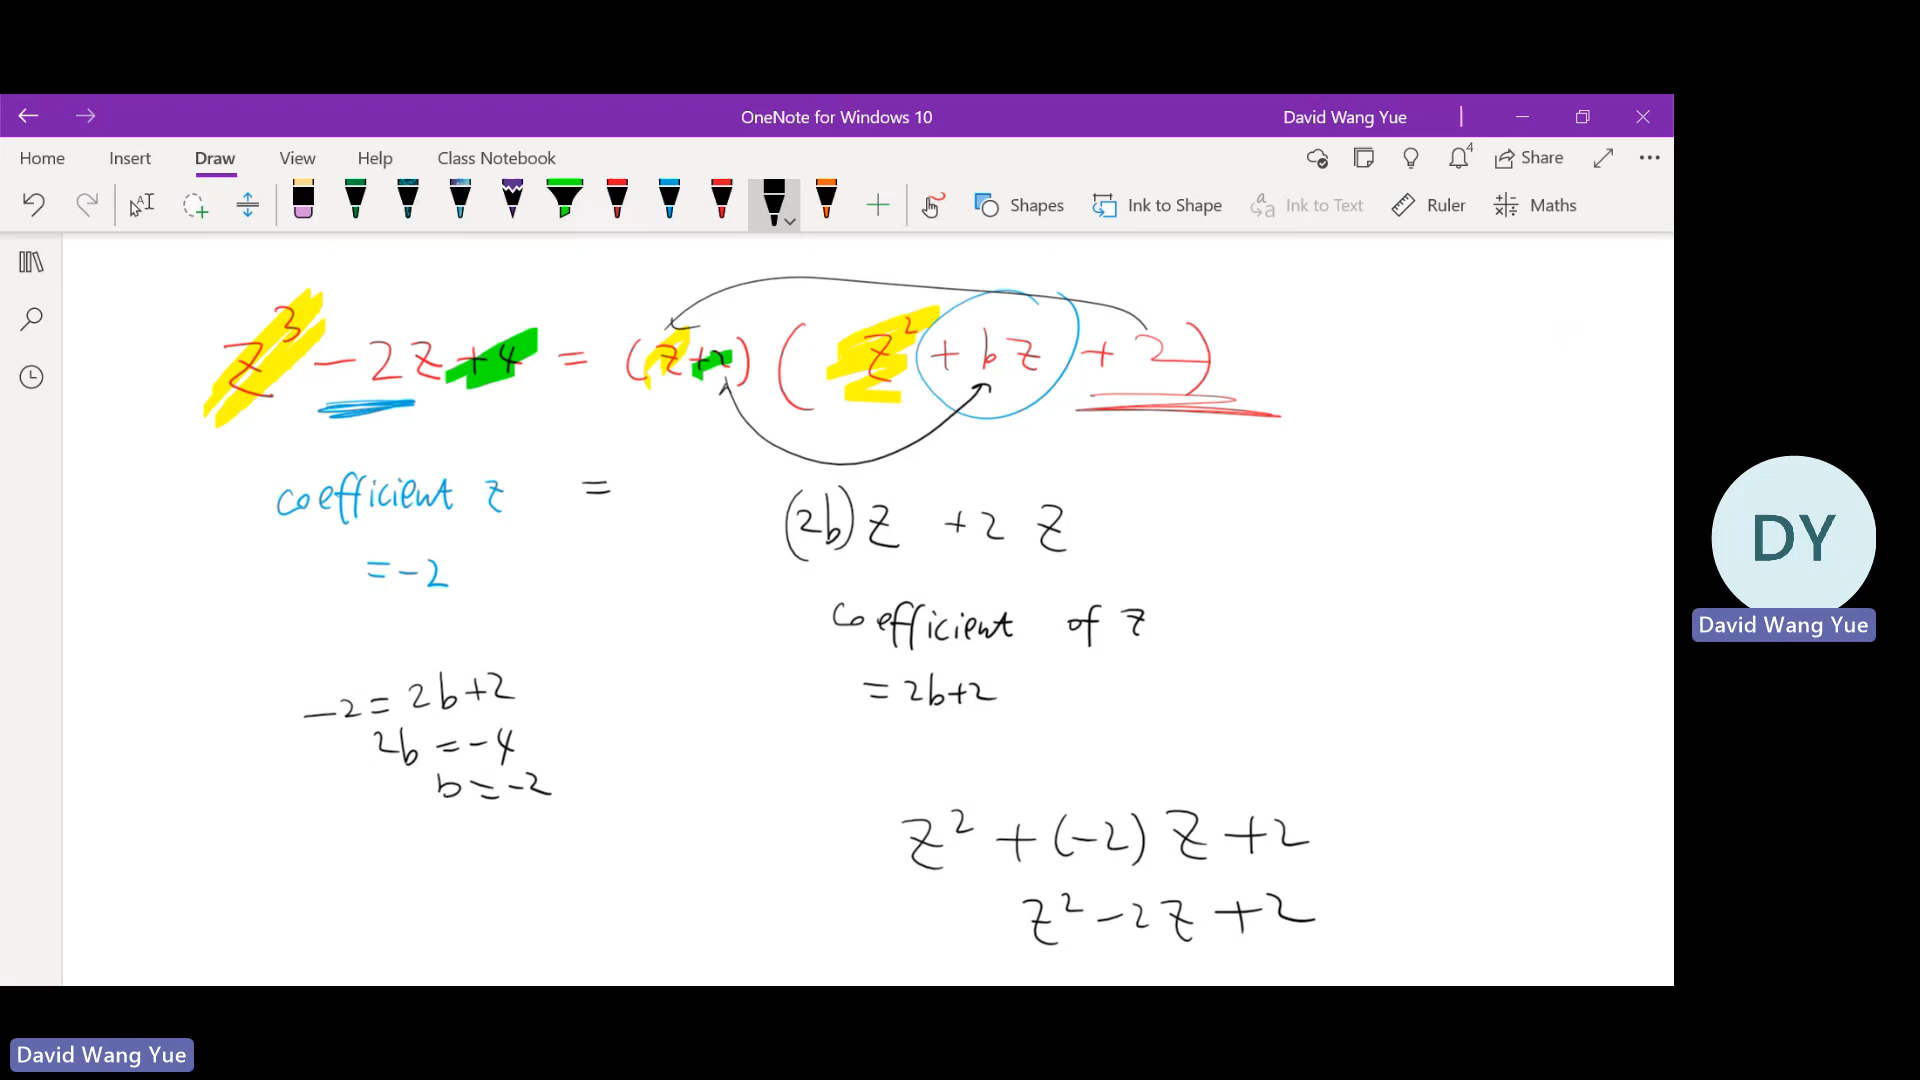 OneNote for Windows 10
David Wang Yue
Home Insert Draw View Help Class Notebook
4
Share
Shapes Ink to Shape Ink to Text Ruler Maths
z³ - 2z + 4 = (z + 2)(z² + bz + 2)
coefficient z =
(2b)z + 2 z
= -2
coefficient of z
= 2b+2
-2 = 2b+2
2b = -4
b = -2
z² + (-2) z + 2
z² - 2z + 2
DY
David Wang Yue
David Wang Yue